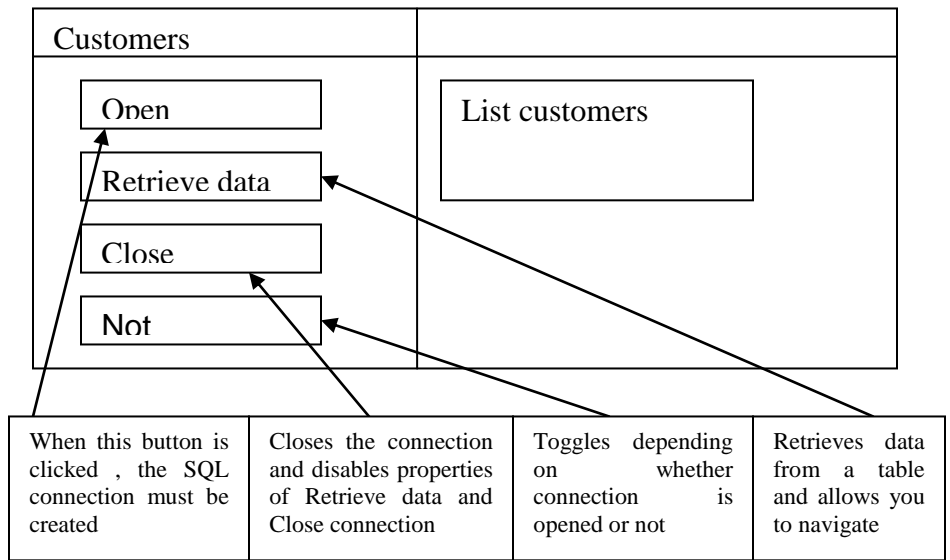 Customers
Open
List customers
Retrieve data
Close
Not
When this button is
clicked , the SQL
connection must be
created
Closes the connection
and disables properties
of Retrieve data and
Close connection
Toggles depending
on whether
connection is
opened or not
Retrieves data
from a table
and allows you
to navigate